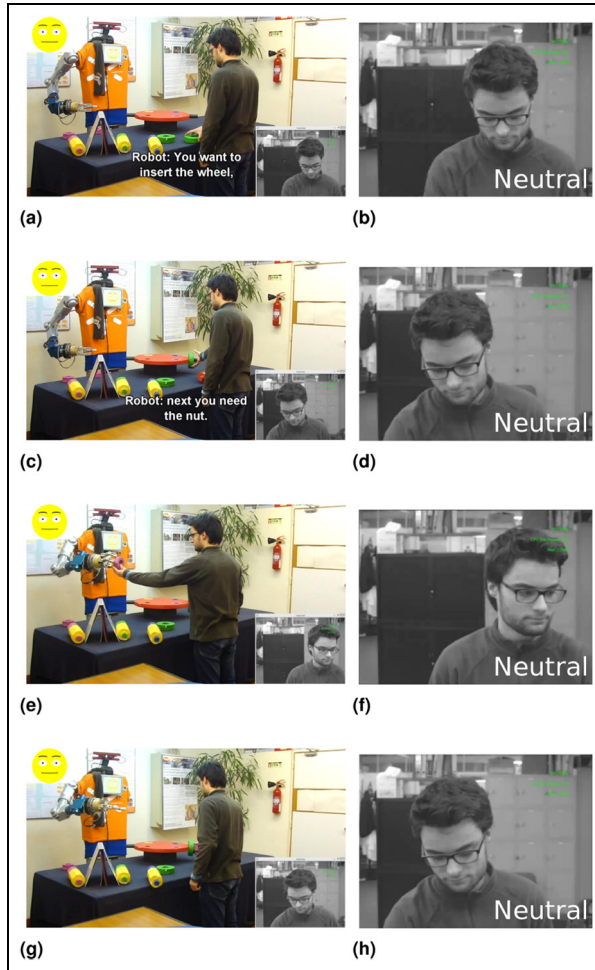 Robot: You want to
insert the wheel,
Neutral
(a)
(b)
Robot: next you need
the nut.
Neutral
(c)
(d)
Neutral
(e)
(f)
Neutral
(g)
(h)